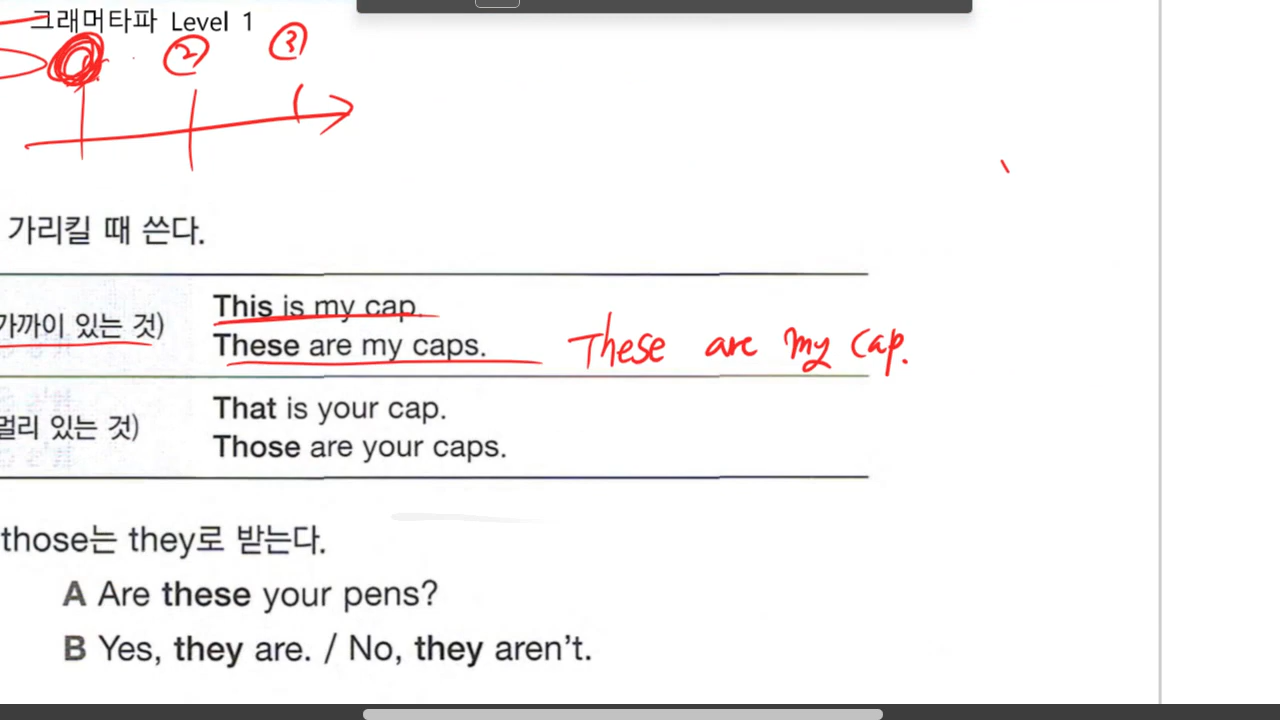 그래머타파 Level 1
② ③
가리킬 때 쓴다.
This is my cap.
가까이 있는 것)
These are my caps. These are my cap.
That is your cap.
멀리 있는 것)
Those are your caps.
those는 they로 받는다.
A Are these your pens?
B Yes, they are. / No, they aren't.